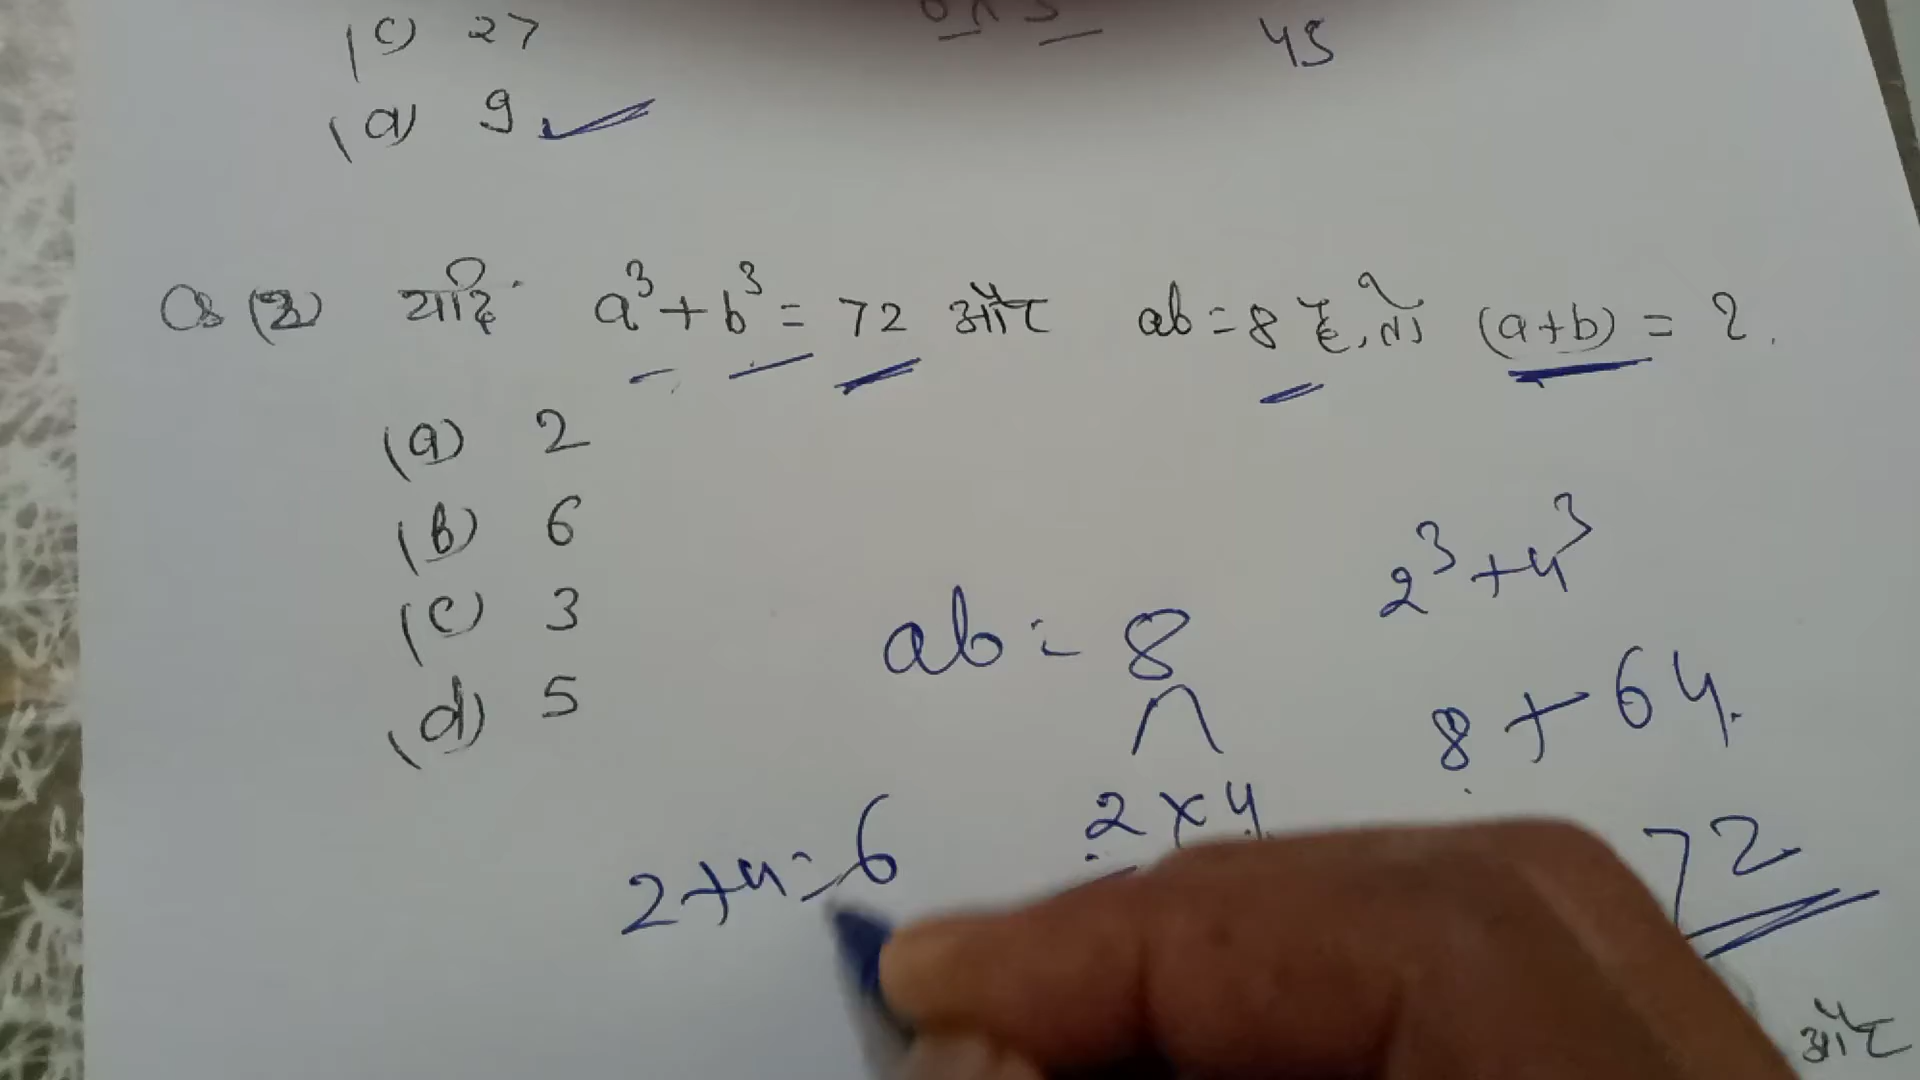 (c) 27
45
(d) 9
Q (2) यदि a³ + b³ = 72 और ab = 8 है, तो (a+b) = ?
(a) 2
(b) 6
(c) 3
(d) 5
2³ + 4³
ab = 8
8 + 64
2 × 4
72
2 + 4 = 6
और